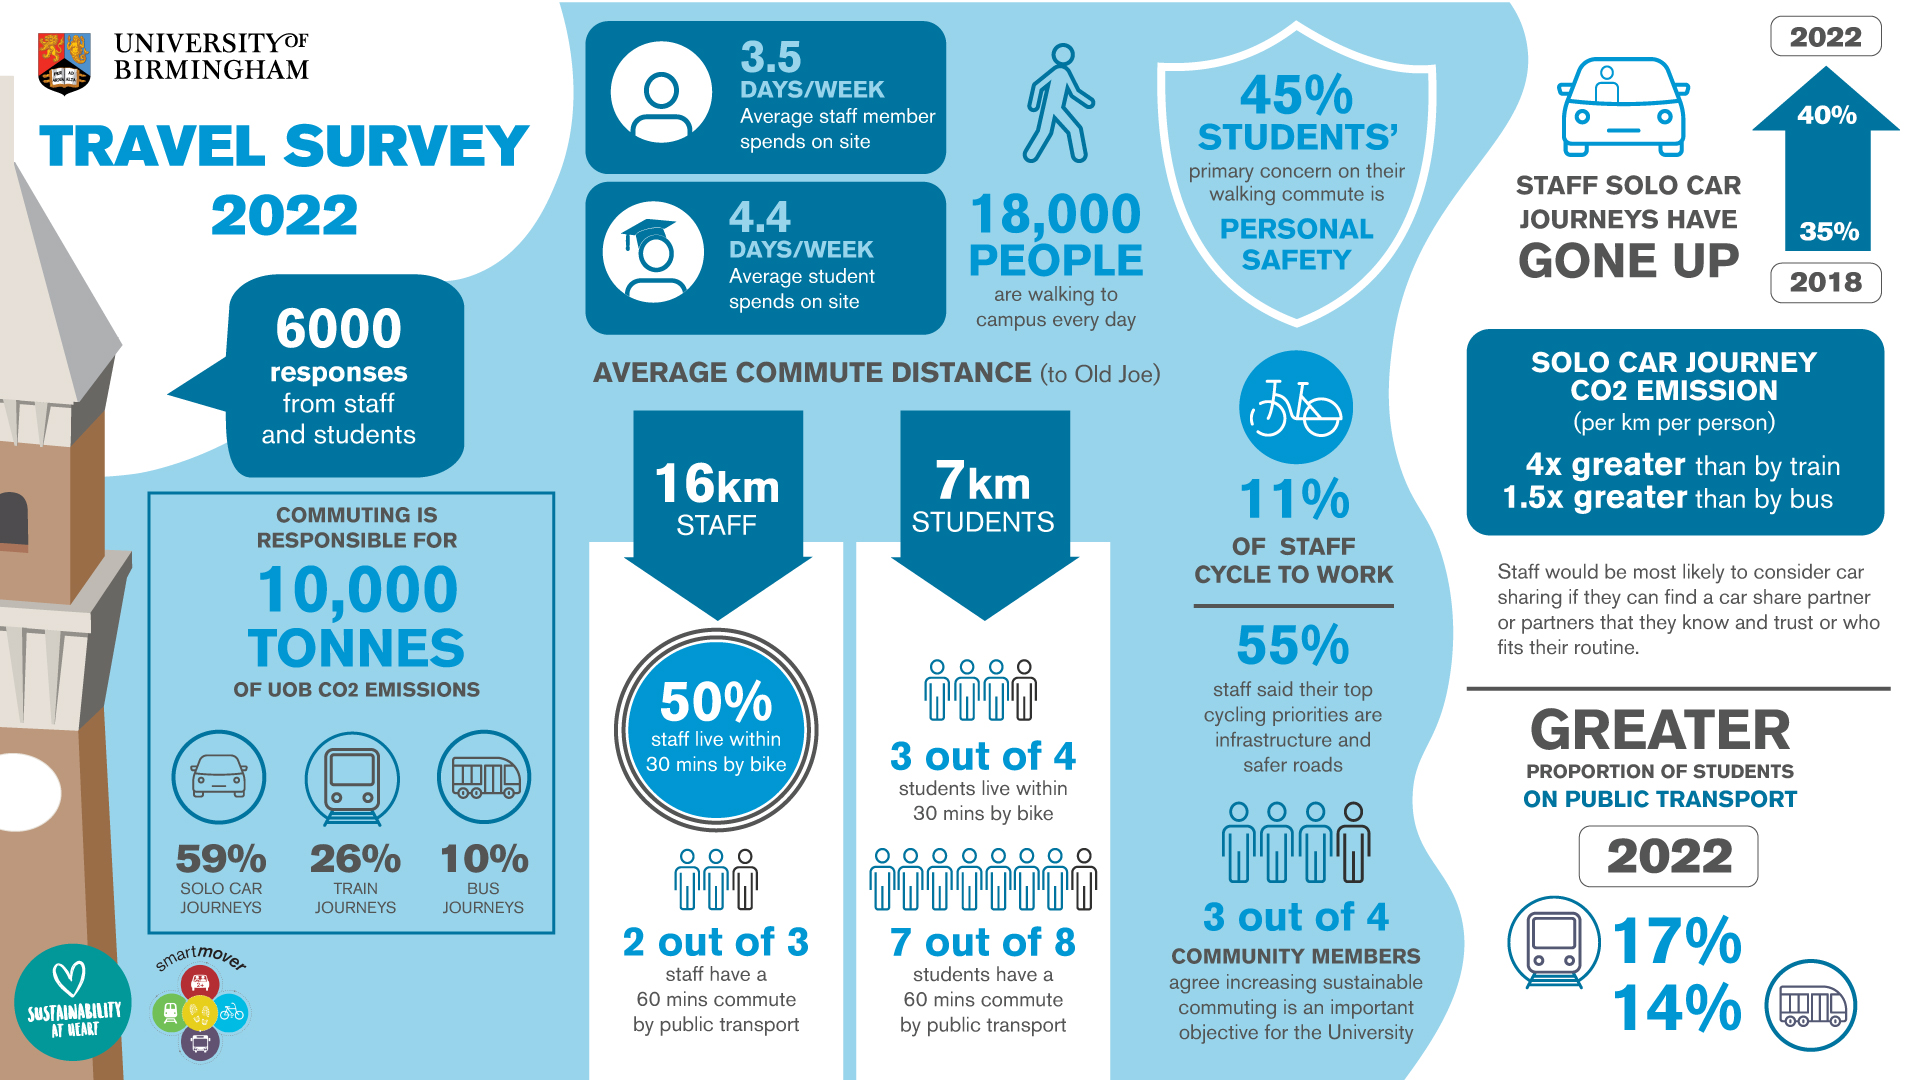 UNIVERSITY OF
BIRMINGHAM
TRAVEL SURVEY
2022
6000
responses
from staff
and students
COMMUTING IS
RESPONSIBLE FOR
10,000
TONNES
OF UOB CO2 EMISSIONS
59%
SOLO CAR
JOURNEYS
26%
TRAIN
JOURNEYS
10%
BUS
JOURNEYS
SUSTAINABILITY
AT HEART
smartmover
3.5
DAYS/WEEK
Average staff member
spends on site
4.4
DAYS/WEEK
Average student
spends on site
18,000
PEOPLE
are walking to
campus every day
45%
STUDENTS’
primary concern on their
walking commute is
PERSONAL
SAFETY
AVERAGE COMMUTE DISTANCE (to Old Joe)
16km
STAFF
50%
staff live within
30 mins by bike
2 out of 3
staff have a
60 mins commute
by public transport
7km
STUDENTS
3 out of 4
students live within
30 mins by bike
7 out of 8
students have a
60 mins commute
by public transport
11%
OF STAFF
CYCLE TO WORK
55%
staff said their top
cycling priorities are
infrastructure and
safer roads
3 out of 4
COMMUNITY MEMBERS
agree increasing sustainable
commuting is an important
objective for the University
STAFF SOLO CAR
JOURNEYS HAVE
GONE UP
2022
40%
35%
2018
SOLO CAR JOURNEY
CO2 EMISSION
(per km per person)
4x greater than by train
1.5x greater than by bus
Staff would be most likely to consider car
sharing if they can find a car share partner
or partners that they know and trust or who
fits their routine.
GREATER
PROPORTION OF STUDENTS
ON PUBLIC TRANSPORT
2022
17%
14%